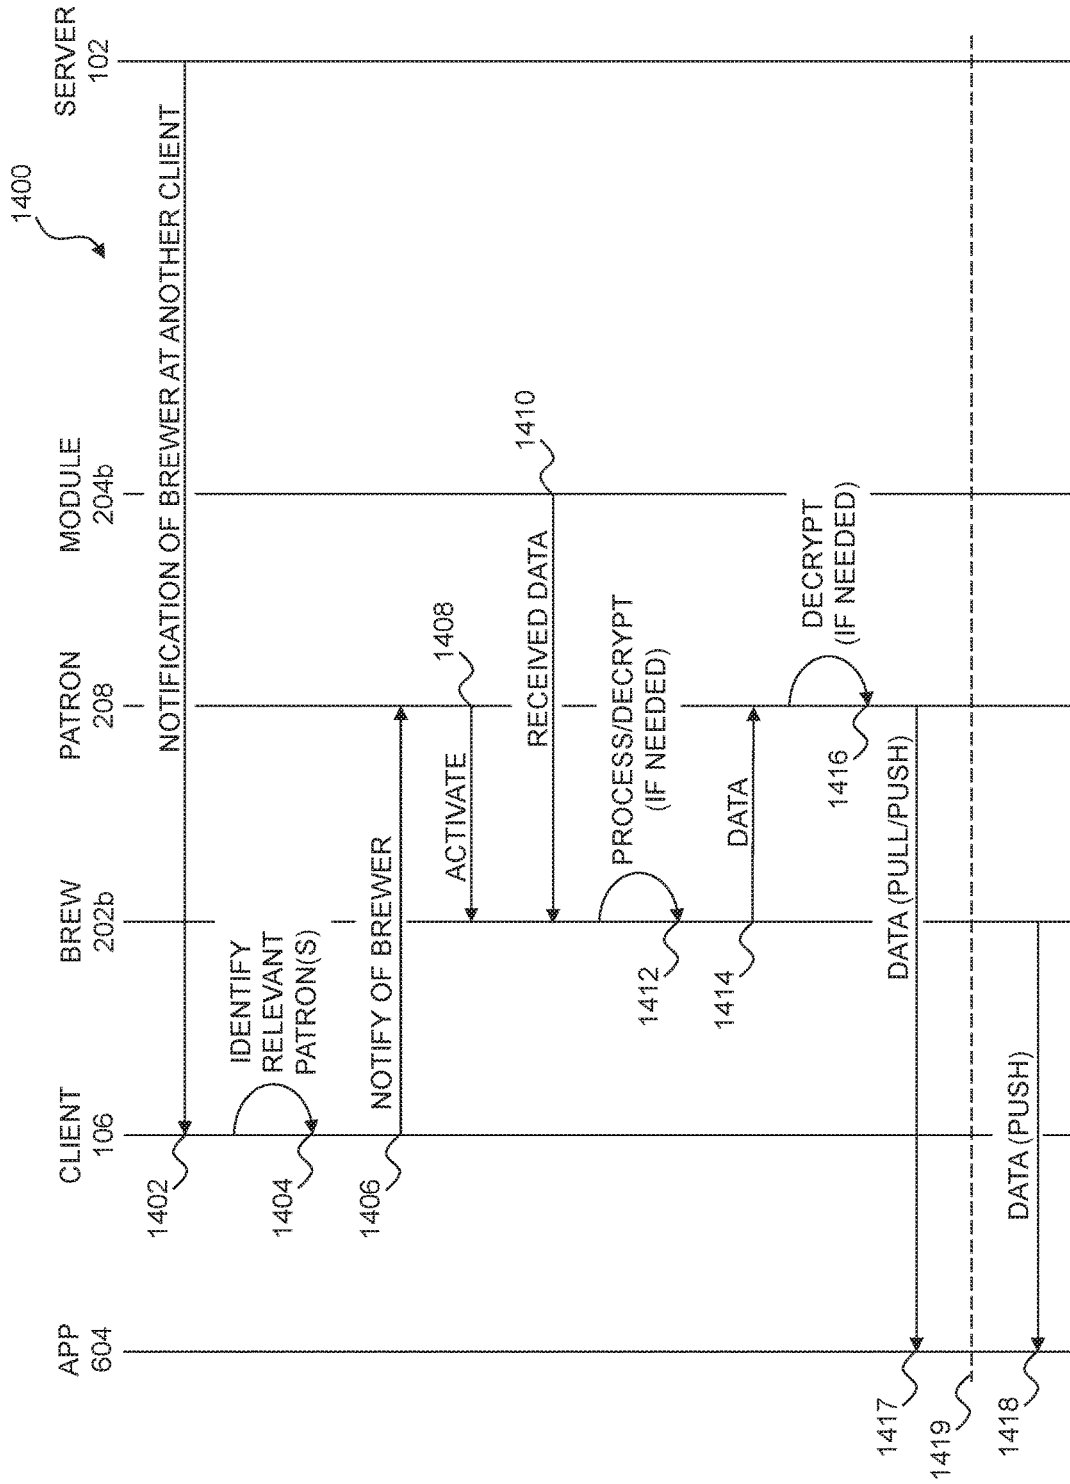 1400
APP
604
CLIENT
106
BREW
202b
PATRON
208
MODULE
204b
SERVER
102
NOTIFICATION OF BREWER AT ANOTHER CLIENT
1402
IDENTIFY
RELEVANT
PATRON(S)
1404
NOTIFY OF BREWER
1406
ACTIVATE
1408
RECEIVED DATA
1410
PROCESS/DECRYPT
(IF NEEDED)
1412
DATA
1414
DECRYPT
(IF NEEDED)
1416
DATA (PULL/PUSH)
1417
1419
DATA (PUSH)
1418